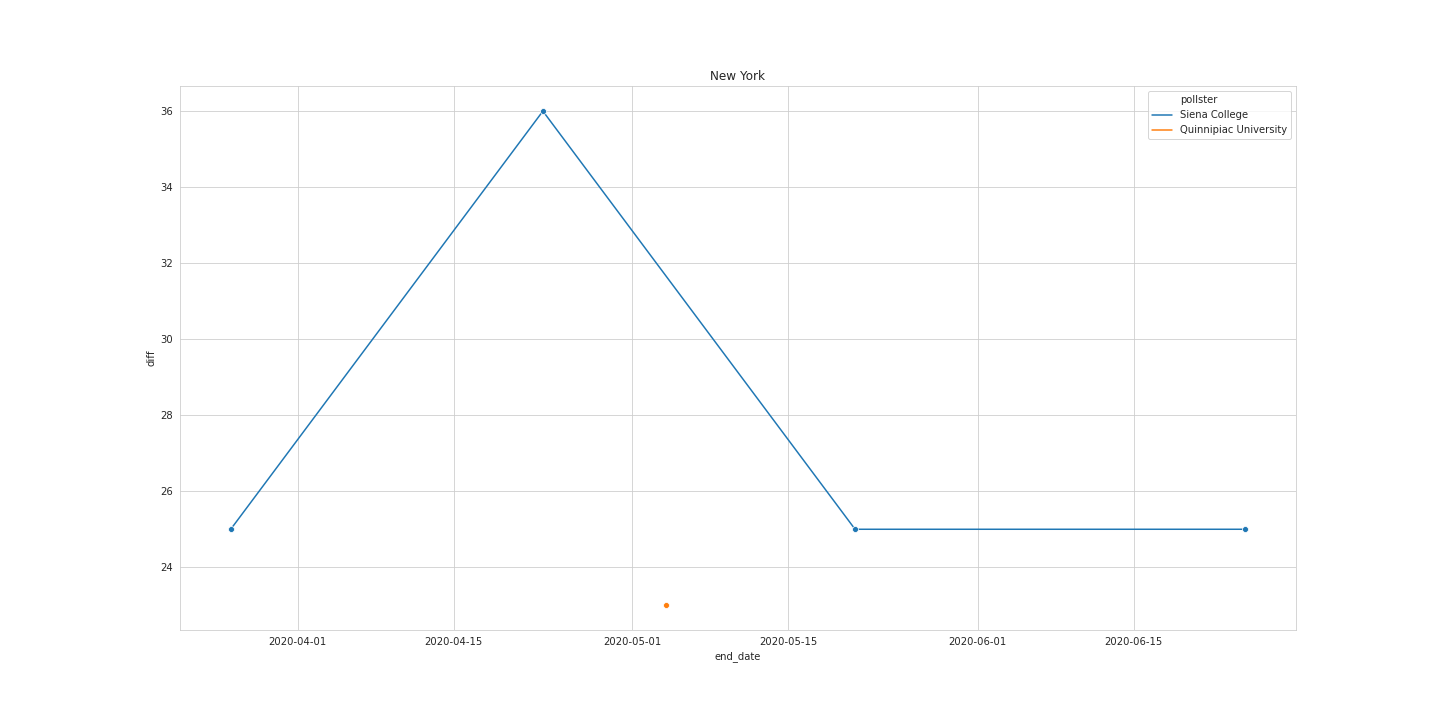 New York
pollster
Siena College
Quinnipiac University
36
34
32
30
28
26
24
diff
2020-04-01 2020-04-15 2020-05-01 2020-05-15 2020-06-01 2020-06-15
end_date